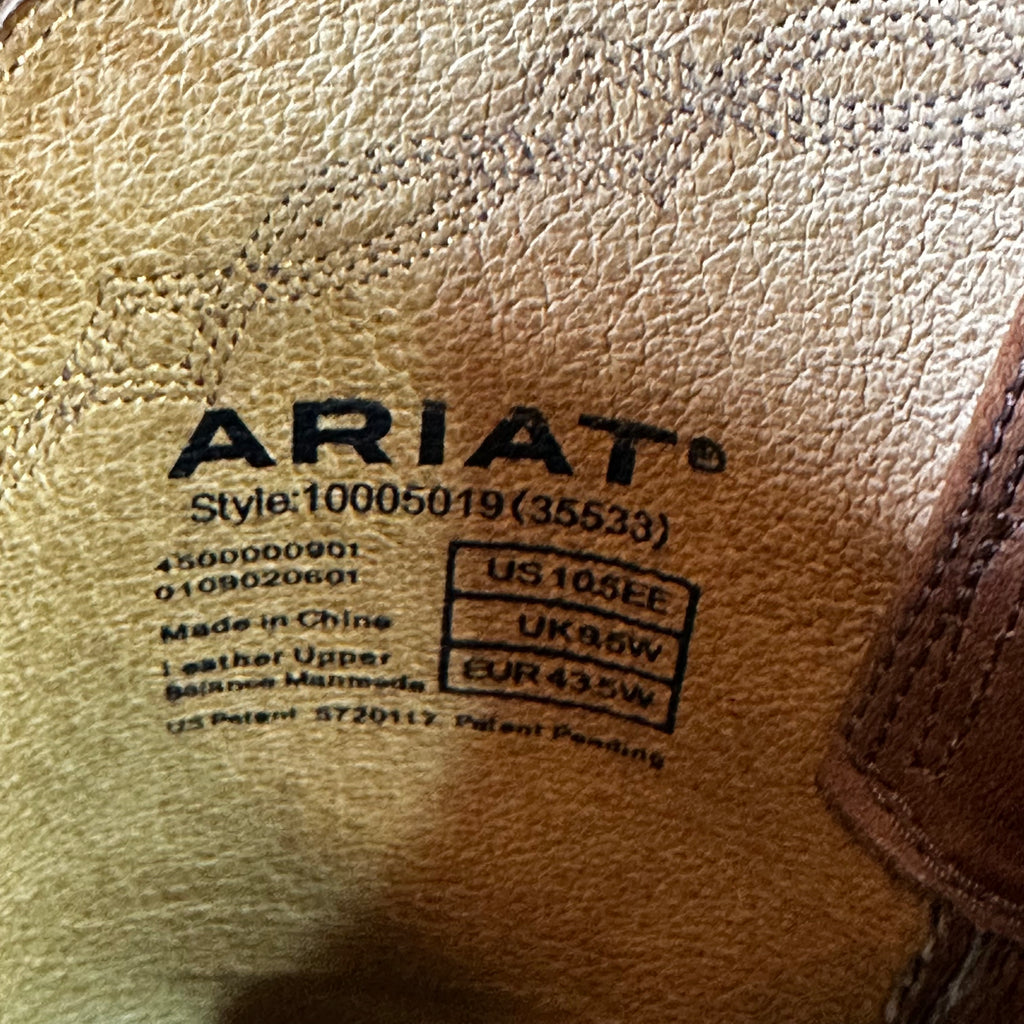 ARIAT®
Style:10005019(35533)
4500000901
0109020601
Made in China
Leather Upper
Balance Manmade
US Patent 5720117 Patent Pending
US 10.5EE
UK 9.5W
EUR 43.5W